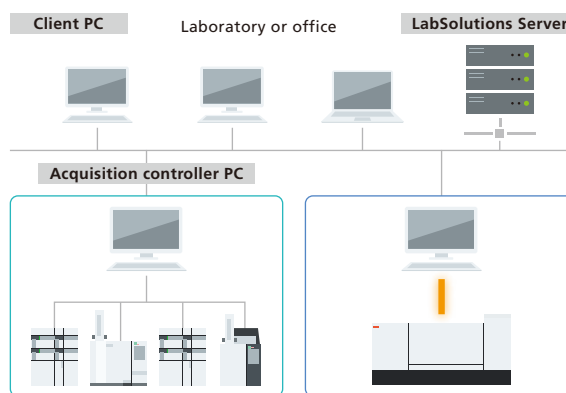 Client PC
Laboratory or office
LabSolutions Server
Acquisition controller PC